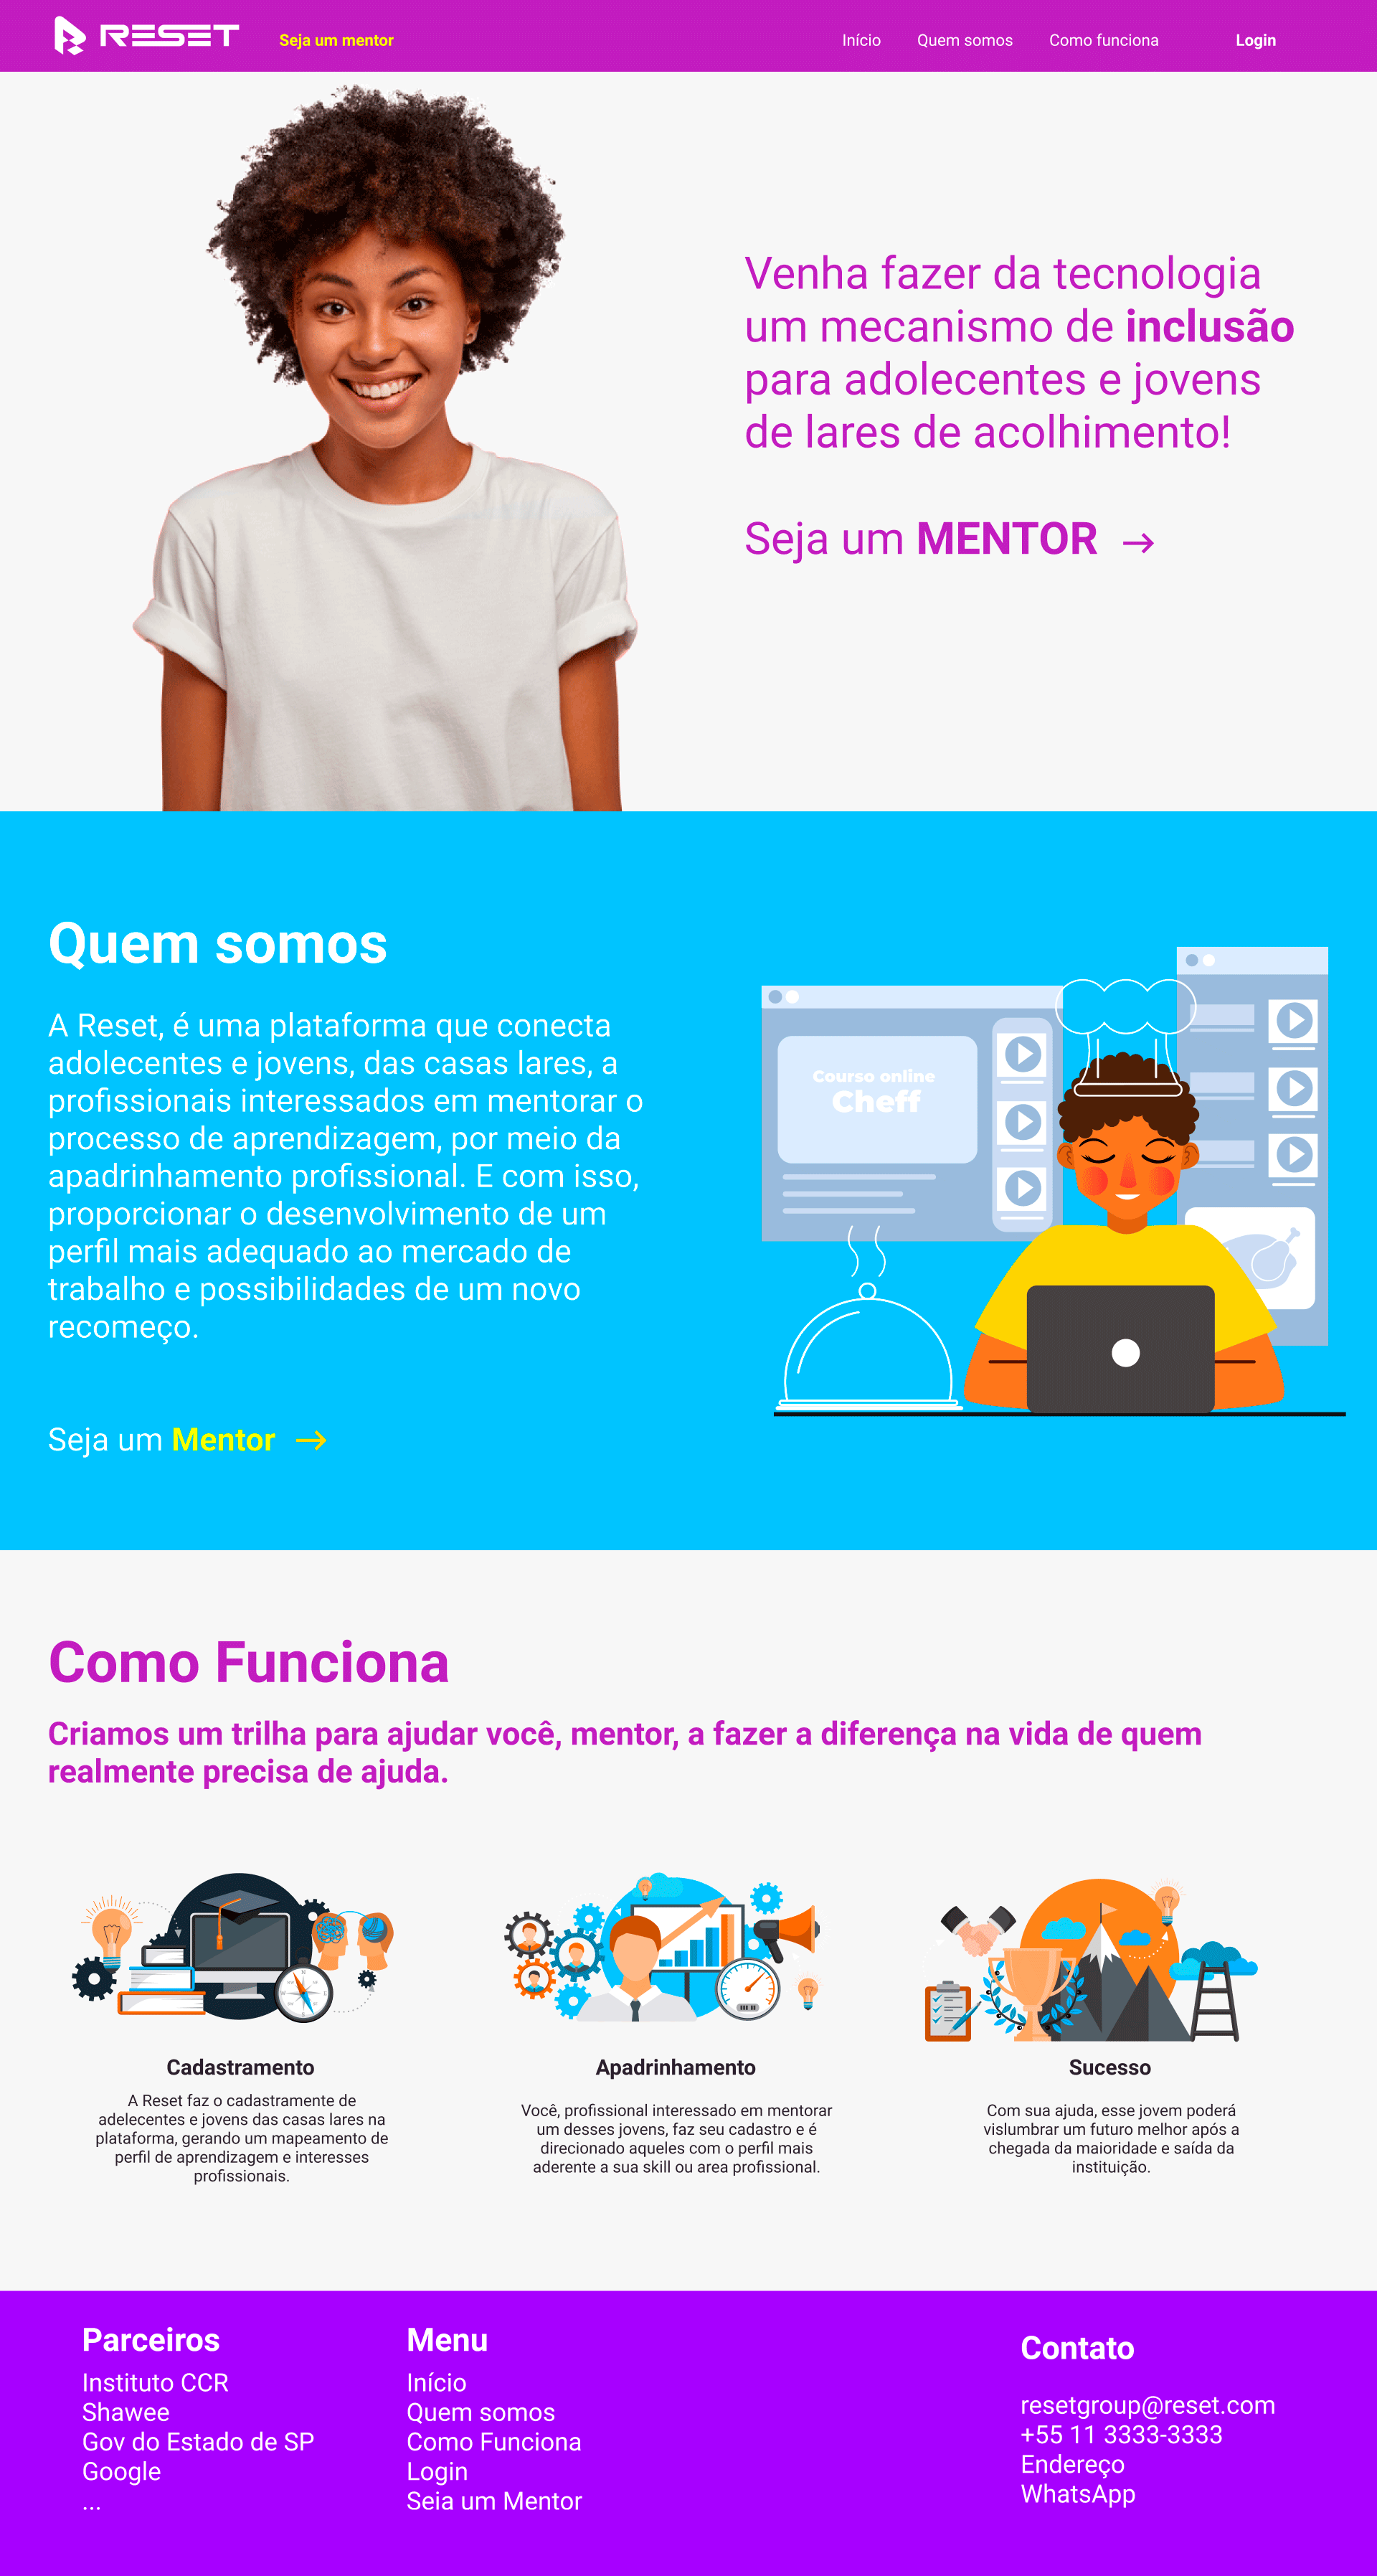 RESET
Seja um mentor
Início
Quem somos
Como funciona
Login
Venha fazer da tecnologia
um mecanismo de inclusão
para adolecentes e jovens
de lares de acolhimento!
Seja um MENTOR →
Quem somos
A Reset, é uma plataforma que conecta
adolecentes e jovens, das casas lares, a
profissionais interessados em mentorar o
processo de aprendizagem, por meio da
apadrinhamento profissional. E com isso,
proporcionar o desenvolvimento de um
perfil mais adequado ao mercado de
trabalho e possibilidades de um novo
recomeço.
Seja um Mentor →
Courso online
Cheff
Como Funciona
Criamos um trilha para ajudar você, mentor, a fazer a diferença na vida de quem
realmente precisa de ajuda.
Cadastramento
A Reset faz o cadastramente de
adelecentes e jovens das casas lares na
plataforma, gerando um mapeamento de
perfil de aprendizagem e interesses
profissionais.
Apadrinhamento
Você, profissional interessado em mentorar
um desses jovens, faz seu cadastro e é
direcionado aqueles com o perfil mais
aderente a sua skill ou area profissional.
Sucesso
Com sua ajuda, esse jovem poderá
vislumbrar um futuro melhor após a
chegada da maioridade e saída da
instituição.
Parceiros
Instituto CCR
Shawee
Gov do Estado de SP
Google
...
Menu
Início
Quem somos
Como Funciona
Login
Seia um Mentor
Contato
resetgroup@reset.com
+55 11 3333-3333
Endereço
WhatsApp